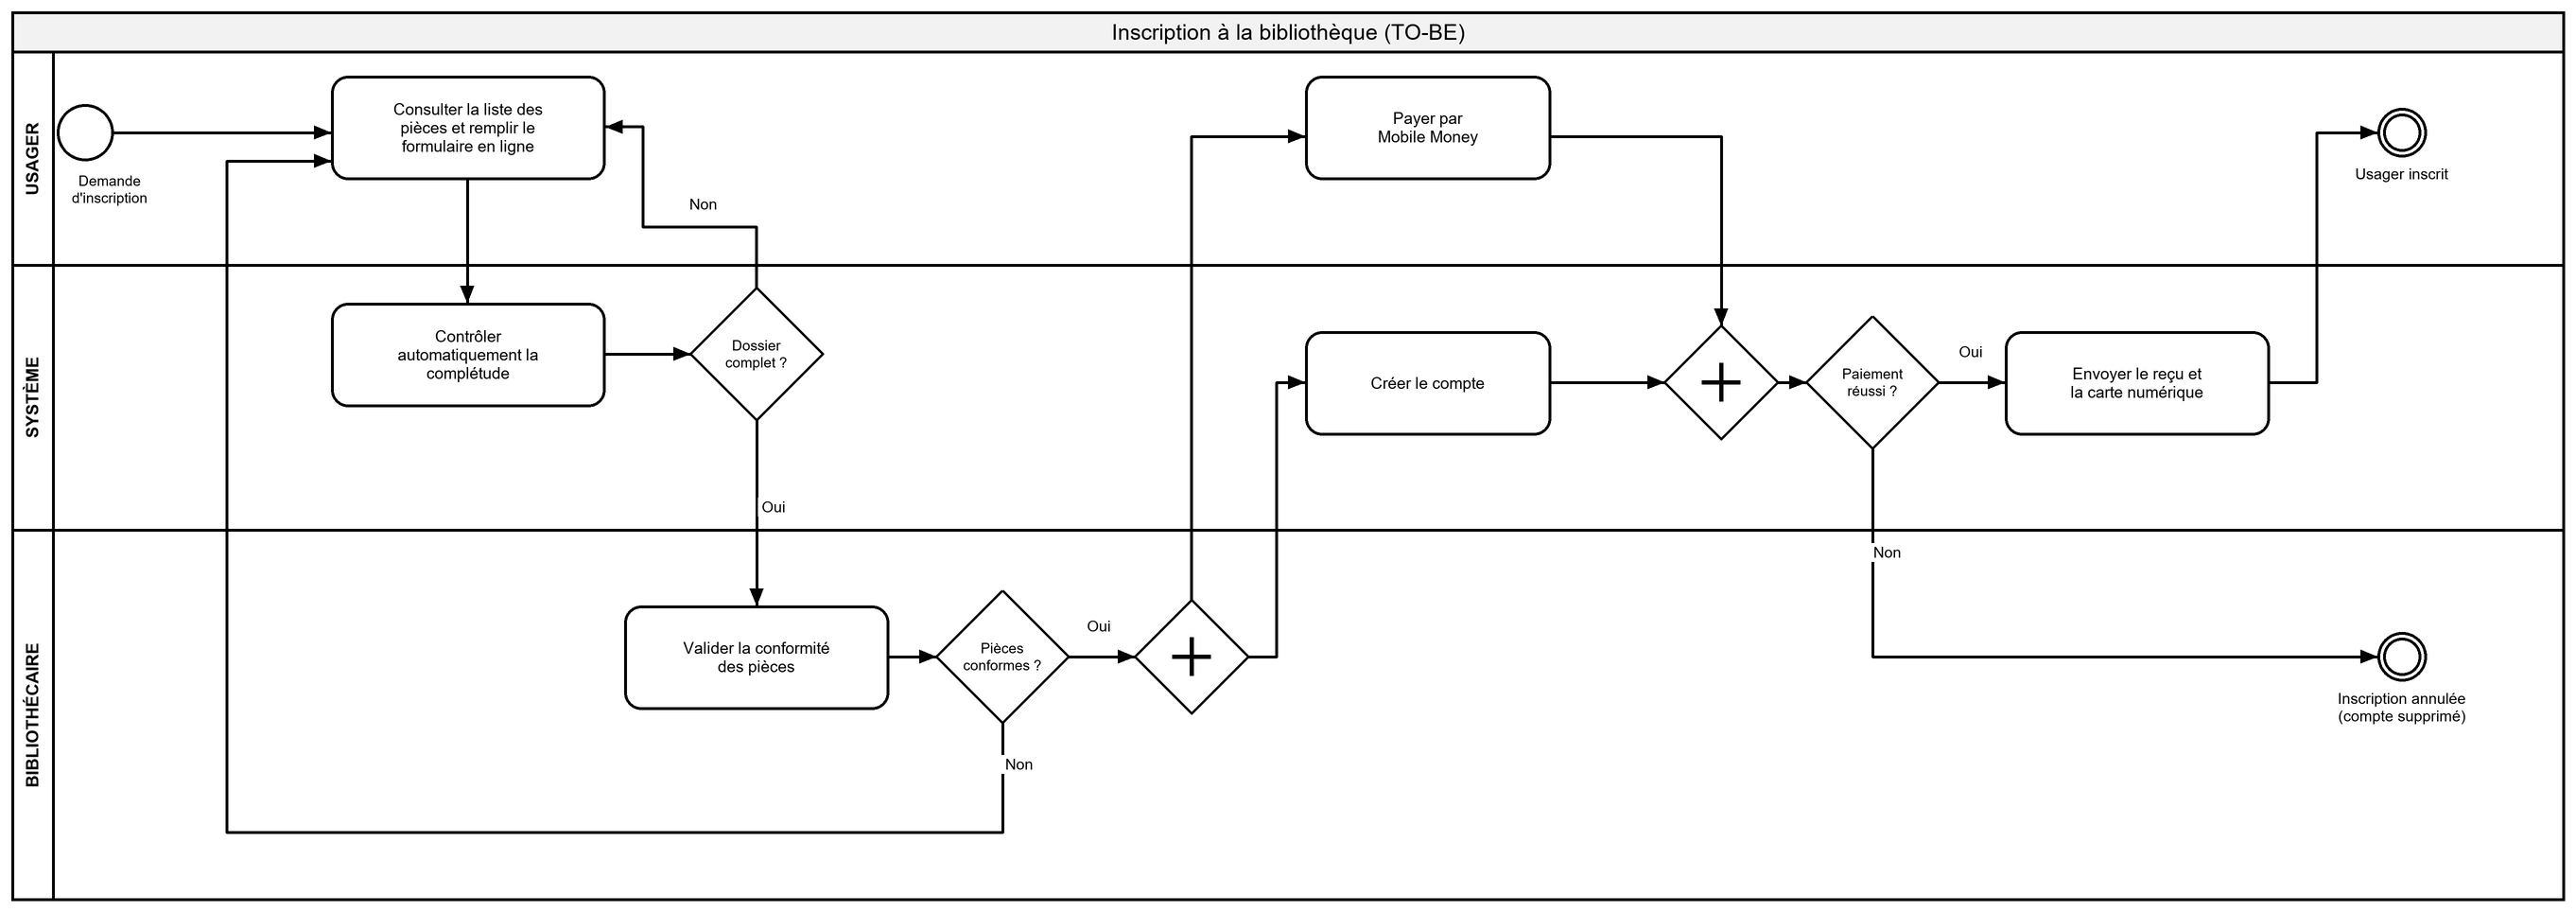 Inscription à la bibliothèque (TO-BE)
USAGER
Demande
d'inscription
Consulter la liste des
pièces et remplir le
formulaire en ligne
Non
Payer par
Mobile Money
Usager inscrit
SYSTÈME
Contrôler
automatiquement la
complétude
Dossier
complet ?
Oui
Créer le compte
Paiement
réussi ?
Oui
Envoyer le reçu et
la carte numérique
Non
BIBLIOTHÉCAIRE
Valider la conformité
des pièces
Pièces
conformes ?
Oui
Non
Inscription annulée
(compte supprimé)